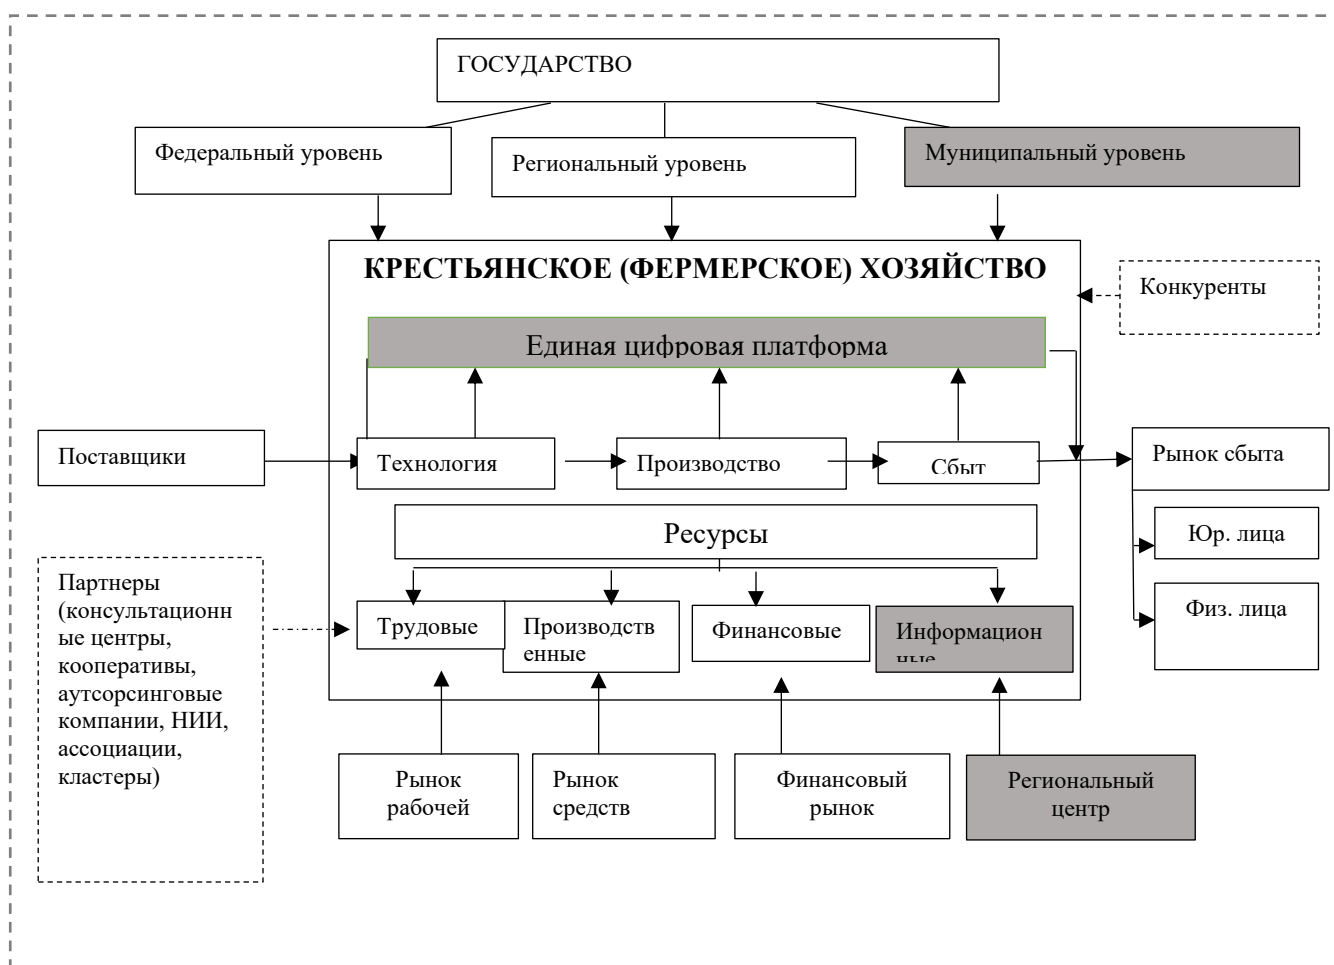 ГОСУДАРСТВО
Федеральный уровень
Региональный уровень
Муниципальный уровень
КРЕСТЬЯНСКОЕ (ФЕРМЕРСКОЕ) ХОЗЯЙСТВО
Конкуренты
Единая цифровая платформа
Поставщики
Технология
Производство
Сбыт
Рынок сбыта
Ресурсы
Юр. лица
Партнеры
(консультационн
ые центры,
кооперативы,
аутсорсинговые
компании, НИИ,
ассоциации,
кластеры)
Трудовые
Производств
енные
Финансовые
Информацион
ные
Физ. лица
Рынок
рабочей
Рынок
средств
Финансовый
рынок
Региональный
центр